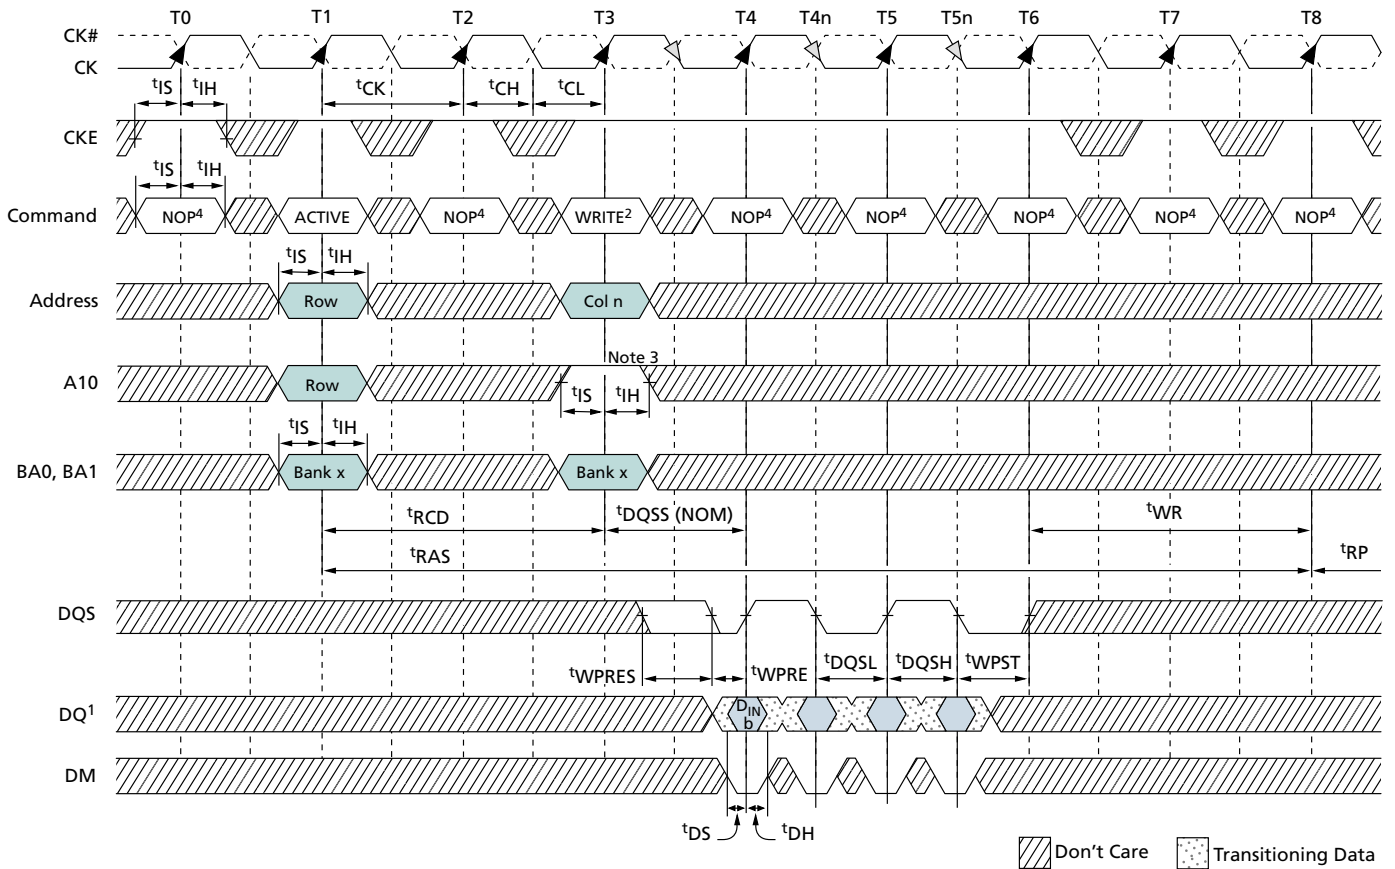 T0 T1 T2 T3 T4 T4n T5 T5n T6 T7 T8
CK#
CK
tIS tIH tCK tCH tCL
CKE
tIS tIH
Command NOP4 ACTIVE NOP4 WRITE2 NOP4 NOP4 NOP4 NOP4 NOP4
tIS tIH
Address Row Col n
Note 3
A10 Row
tIS tIH
tIS tIH
BA0, BA1 Bank x Bank x
tRCD tDQSS (NOM) tWR
tRAS tRP
DQS
tWPRES tWPRE tDQSL tDQSH tWPST
DQ1 DIN
b
DM
tDS tDH
Don't Care Transitioning Data